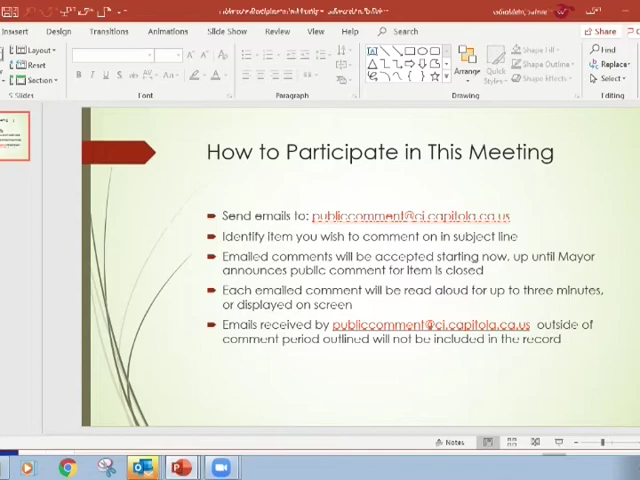 Insert Design Transitions Animations Slide Show Review View Help Search Share
Layout
Reset
Section
Slides
Font
Paragraph
Arrange
Quick
Styles
Shape Fill
Shape Outline
Shape Effects
Drawing
Find
Replace
Select
Editing
How to Participate in This Meeting
Send emails to: publiccomment@ci.capitola.ca.us
Identify item you wish to comment on in subject line
Emailed comments will be accepted starting now, up until Mayor
announces public comment for item is closed
Each emailed comment will be read aloud for up to three minutes,
or displayed on screen
Emails received by publiccomment@ci.capitola.ca.us outside of
comment period outlined will not be included in the record
Notes